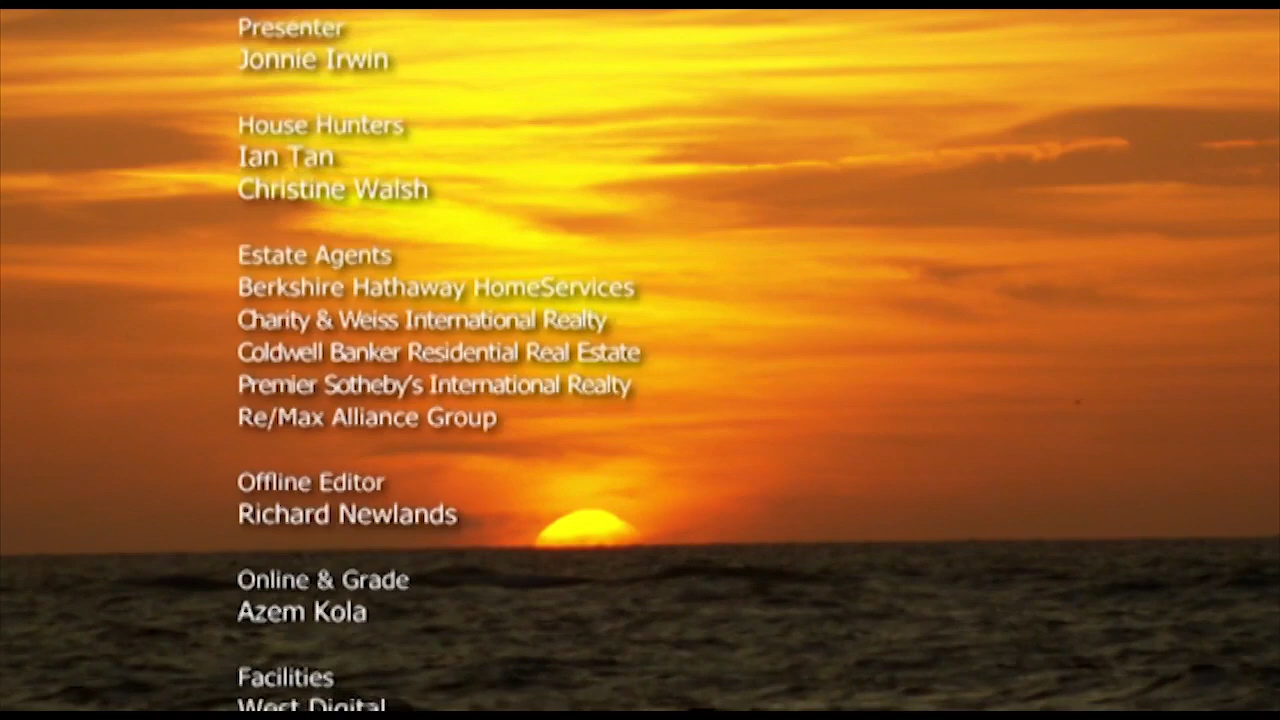 Presenter
Jonnie Irwin
House Hunters
Ian Tan
Christine Walsh
Estate Agents
Berkshire Hathaway HomeServices
Charity & Weiss International Realty
Coldwell Banker Residential Real Estate
Premier Sotheby's International Realty
Re/Max Alliance Group
Offline Editor
Richard Newlands
Online & Grade
Azem Kola
Facilities
West Digital